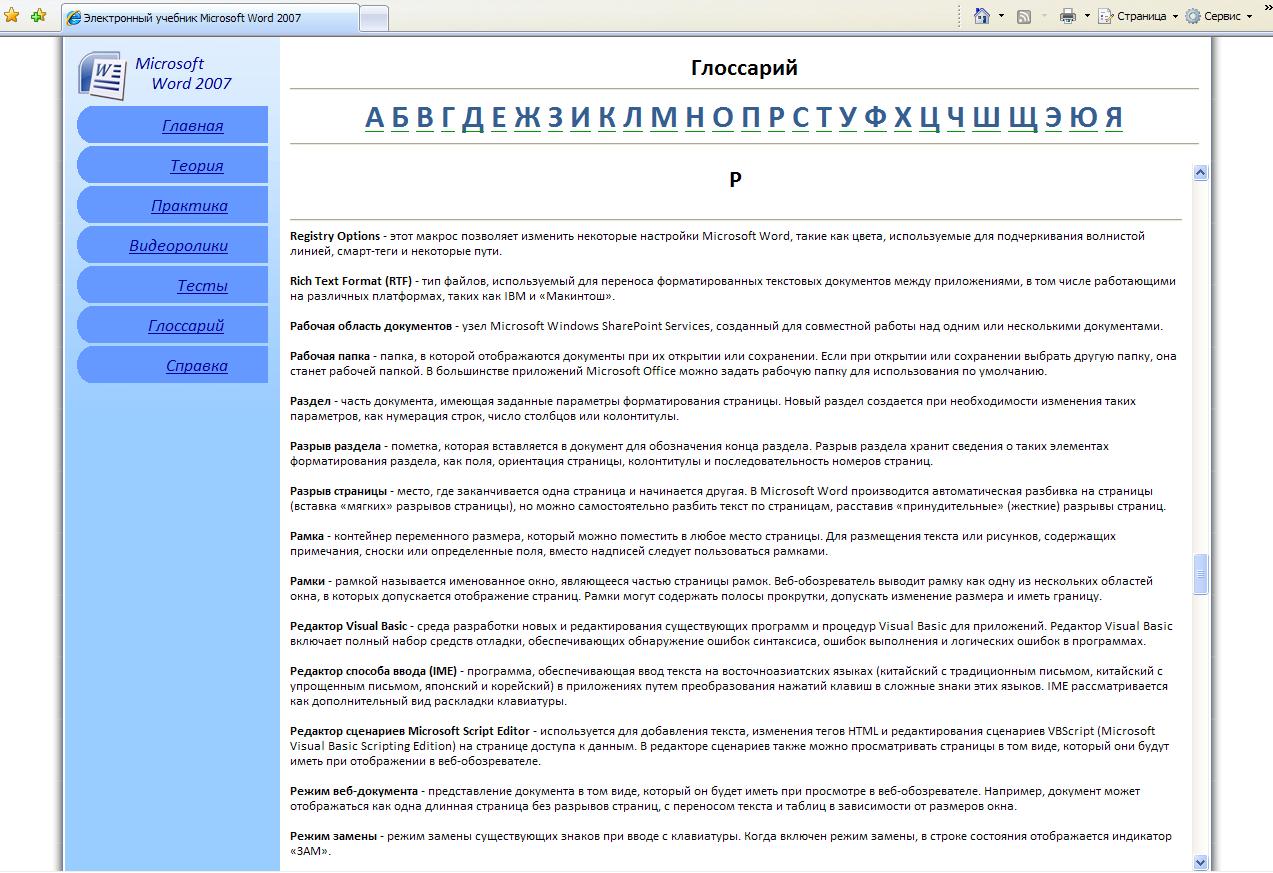 Электронный учебник Microsoft Word 2007
Страница
Сервис
»
Microsoft
Word 2007
Главная
Теория
Практика
Видеоролики
Тесты
Глоссарий
Справка
Глоссарий
А Б В Г Д Е Ж З И К Л М Н О П Р С Т У Ф Х Ц Ч Ш Щ Э Ю Я
Р
Registry Options - этот макрос позволяет изменить некоторые настройки Microsoft Word, такие как цвета, используемые для подчеркивания волнистой
линией, смарт-теги и некоторые пути.
Rich Text Format (RTF) - тип файлов, используемый для переноса форматированных текстовых документов между приложениями, в том числе работающими
на различных платформах, таких как IBM и «Макинтош».
Рабочая область документов - узел Microsoft Windows SharePoint Services, созданный для совместной работы над одним или несколькими документами.
Рабочая папка - папка, в которой отображаются документы при их открытии или сохранении. Если при открытии или сохранении выбрать другую папку, она
станет рабочей папкой. В большинстве приложений Microsoft Office можно задать рабочую папку для использования по умолчанию.
Раздел - часть документа, имеющая заданные параметры форматирования страницы. Новый раздел создается при необходимости изменения таких
параметров, как нумерация строк, число столбцов или колонтитулы.
Разрыв раздела - пометка, которая вставляется в документ для обозначения конца раздела. Разрыв раздела хранит сведения о таких элементах
форматирования раздела, как поля, ориентация страницы, колонтитулы и последовательность номеров страниц.
Разрыв страницы - место, где заканчивается одна страница и начинается другая. В Microsoft Word производится автоматическая разбивка на страницы
(вставка «мягких» разрывов страницы), но можно самостоятельно разбить текст по страницам, расставив «принудительные» (жесткие) разрывы страниц.
Рамка - контейнер переменного размера, который можно поместить в любое место страницы. Для размещения текста или рисунков, содержащих
примечания, сноски или определенные поля, вместо надписей следует пользоваться рамками.
Рамки - рамкой называется именованное окно, являющееся частью страницы рамок. Веб-обозреватель выводит рамку как одну из нескольких областей
окна, в которых допускается отображение страниц. Рамки могут содержать полосы прокрутки, допускать изменение размера и иметь границу.
Редактор Visual Basic - среда разработки новых и редактирования существующих программ и процедур Visual Basic для приложений. Редактор Visual Basic
включает полный набор средств отладки, обеспечивающих обнаружение ошибок синтаксиса, ошибок выполнения и логических ошибок в программах.
Редактор способа ввода (IME) - программа, обеспечивающая ввод текста на восточноазиатских языках (китайский с традиционным письмом, китайский с
упрощенным письмом, японский и корейский) в приложениях путем преобразования нажатий клавиш в сложные знаки этих языков. IME рассматривается
как дополнительный вид раскладки клавиатуры.
Редактор сценариев Microsoft Script Editor - используется для добавления текста, изменения тегов HTML и редактирования сценариев VBScript (Microsoft
Visual Basic Scripting Edition) на странице доступа к данным. В редакторе сценариев также можно просматривать страницы в том виде, который они будут
иметь при отображении в веб-обозревателе.
Режим веб-документа - представление документа в том виде, который он будет иметь при просмотре в веб-обозревателе. Например, документ может
отображаться как одна длинная страница без разрывов страниц, с переносом текста и таблиц в зависимости от размеров окна.
Режим замены - режим замены существующих знаков при вводе с клавиатуры. Когда включен режим замены, в строке состояния отображается индикатор
«ЗАМ».